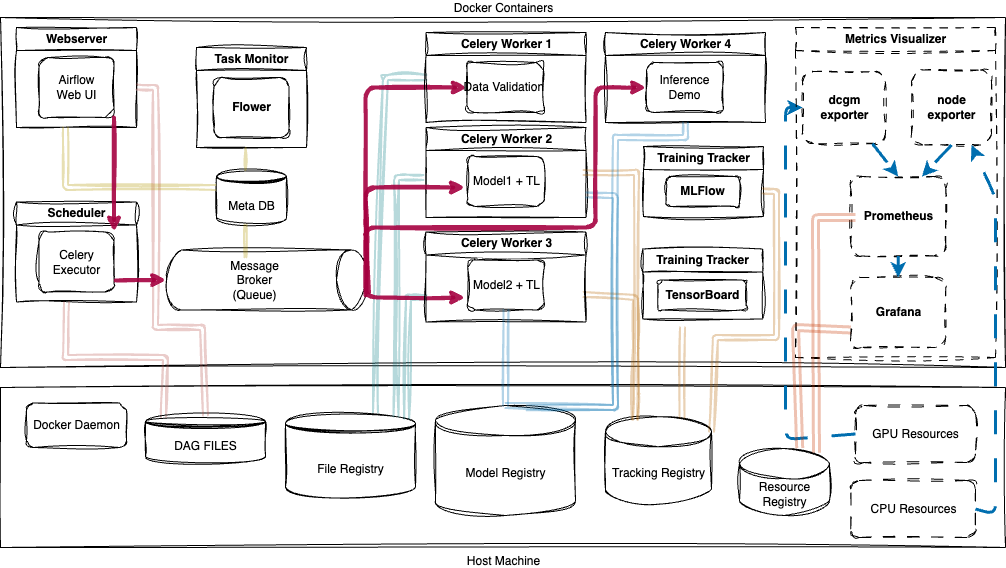 Docker Containers
Webserver
Airflow
Web UI
Task Monitor
Flower
Celery Worker 1
Data Validation
Celery Worker 4
Inference
Demo
Metrics Visualizer
dcgm
exporter
node
exporter
Celery Worker 2
Model1 + TL
Training Tracker
MLFlow
Meta DB
Scheduler
Celery
Executor
Message
Broker
(Queue)
Celery Worker 3
Model2 + TL
Training Tracker
TensorBoard
Prometheus
Grafana
Docker Daemon
DAG FILES
File Registry
Model Registry
Tracking Registry
Resource
Registry
GPU Resources
CPU Resources
Host Machine